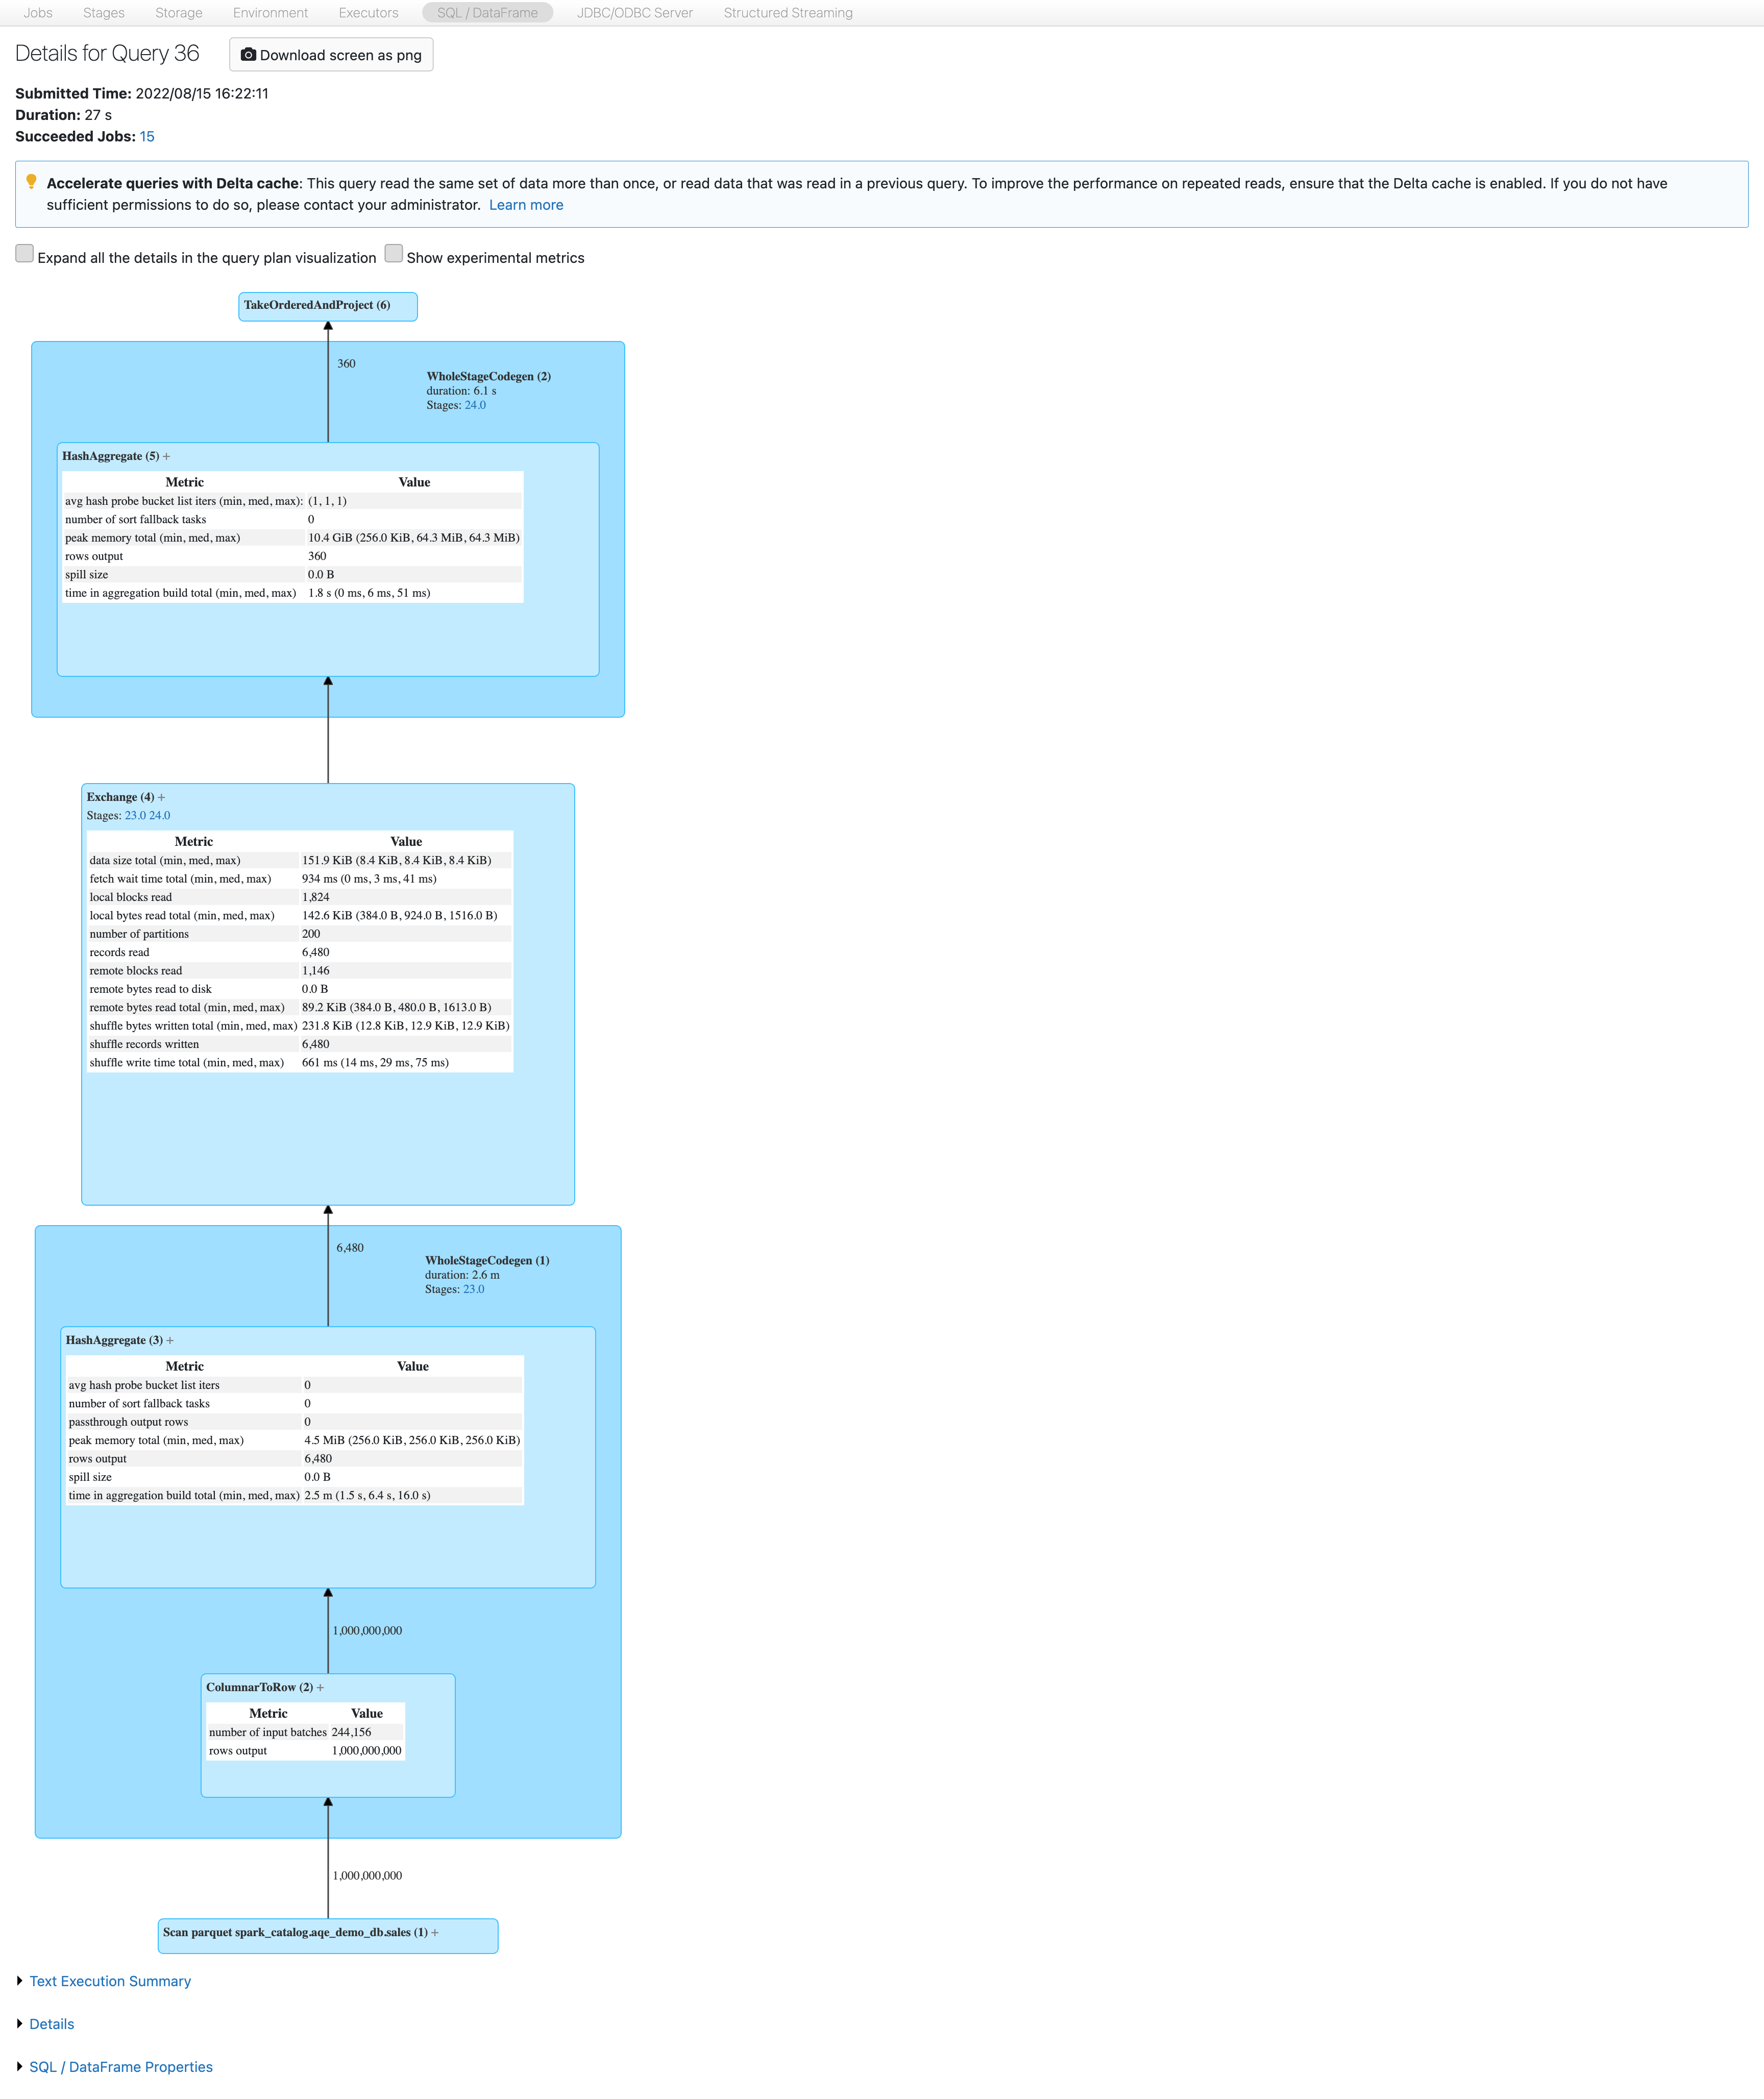 Jobs Stages Storage Environment Executors SQL / DataFrame JDBC/ODBC Server Structured Streaming
Details for Query 36 Download screen as png
Submitted Time: 2022/08/15 16:22:11
Duration: 27 s
Succeeded Jobs: 15
Accelerate queries with Delta cache: This query read the same set of data more than once, or read data that was read in a previous query. To improve the performance on repeated reads, ensure that the Delta cache is enabled. If you do not have
sufficient permissions to do so, please contact your administrator. Learn more
Expand all the details in the query plan visualization Show experimental metrics
TakeOrderedAndProject (6)
360
WholeStageCodegen (2)
duration: 6.1 s
Stages: 24.0
HashAggregate (5) +
Metric Value
avg hash probe bucket list iters (min, med, max): (1, 1, 1)
number of sort fallback tasks 0
peak memory total (min, med, max) 10.4 GiB (256.0 KiB, 64.3 MiB, 64.3 MiB)
rows output 360
spill size 0.0 B
time in aggregation build total (min, med, max) 1.8 s (0 ms, 6 ms, 51 ms)
Exchange (4) +
Stages: 23.0 24.0
Metric Value
data size total (min, med, max) 151.9 KiB (8.4 KiB, 8.4 KiB, 8.4 KiB)
fetch wait time total (min, med, max) 934 ms (0 ms, 3 ms, 41 ms)
local blocks read 1,824
local bytes read total (min, med, max) 142.6 KiB (384.0 B, 924.0 B, 1516.0 B)
number of partitions 200
records read 6,480
remote blocks read 1,146
remote bytes read to disk 0.0 B
remote bytes read total (min, med, max) 89.2 KiB (384.0 B, 480.0 B, 1613.0 B)
shuffle bytes written total (min, med, max) 231.8 KiB (12.8 KiB, 12.9 KiB, 12.9 KiB)
shuffle records written 6,480
shuffle write time total (min, med, max) 661 ms (14 ms, 29 ms, 75 ms)
6,480
WholeStageCodegen (1)
duration: 2.6 m
Stages: 23.0
HashAggregate (3) +
Metric Value
avg hash probe bucket list iters 0
number of sort fallback tasks 0
passthrough output rows 0
peak memory total (min, med, max) 4.5 MiB (256.0 KiB, 256.0 KiB, 256.0 KiB)
rows output 6,480
spill size 0.0 B
time in aggregation build total (min, med, max) 2.5 m (1.5 s, 6.4 s, 16.0 s)
1,000,000,000
ColumnarToRow (2) +
Metric Value
number of input batches 244,156
rows output 1,000,000,000
1,000,000,000
Scan parquet spark_catalog.aqe_demo_db.sales (1) +
Text Execution Summary
Details
SQL / DataFrame Properties